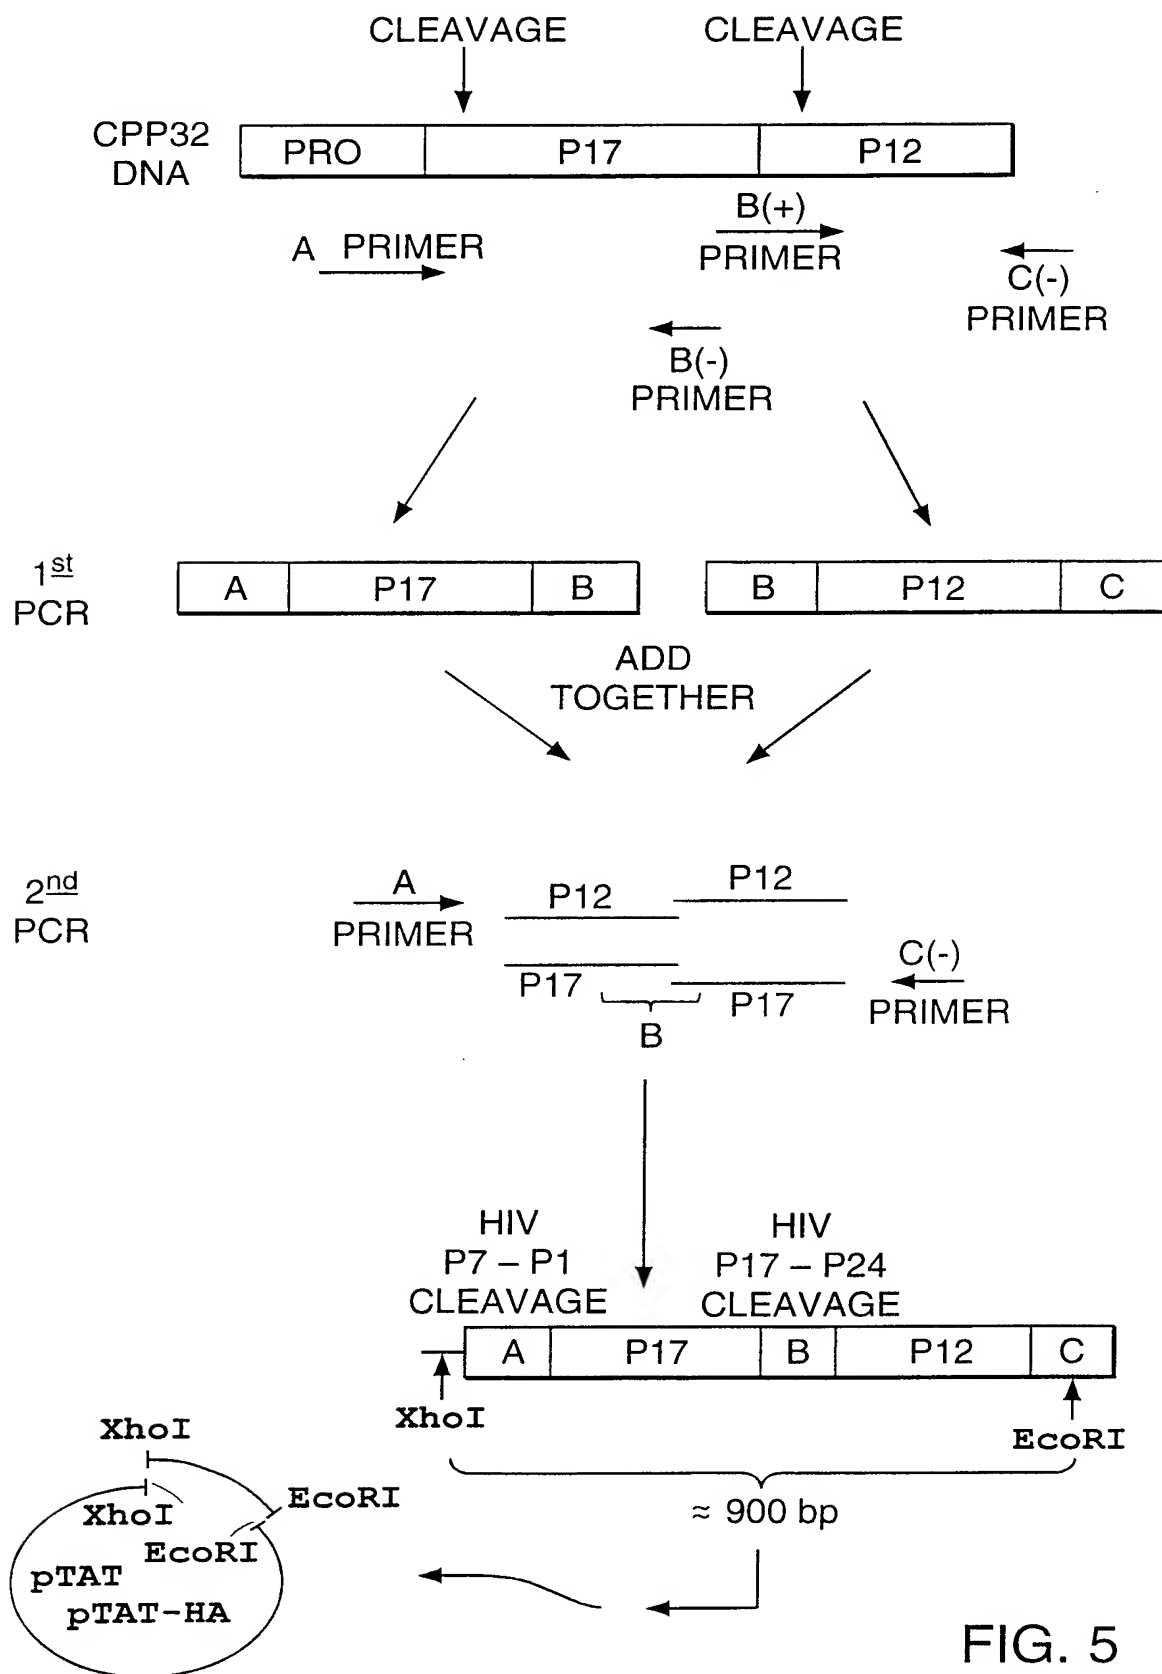 CLEAVAGE CLEAVAGE
CPP32
DNA
PRO P17 P12
A PRIMER
B(+)
PRIMER
C(-)
PRIMER
B(-)
PRIMER
1st
PCR
A P17 B
B P12 C
ADD
TOGETHER
2nd
PCR
A
PRIMER
P12 P12
P17 P17
B
C(-)
PRIMER
HIV
P7 – P1
CLEAVAGE
HIV
P17 – P24
CLEAVAGE
A P17 B P12 C
XhoI
EcoRI
≈ 900 bp
XhoI
EcoRI
XhoI
EcoRI
pTAT
pTAT-HA
FIG. 5